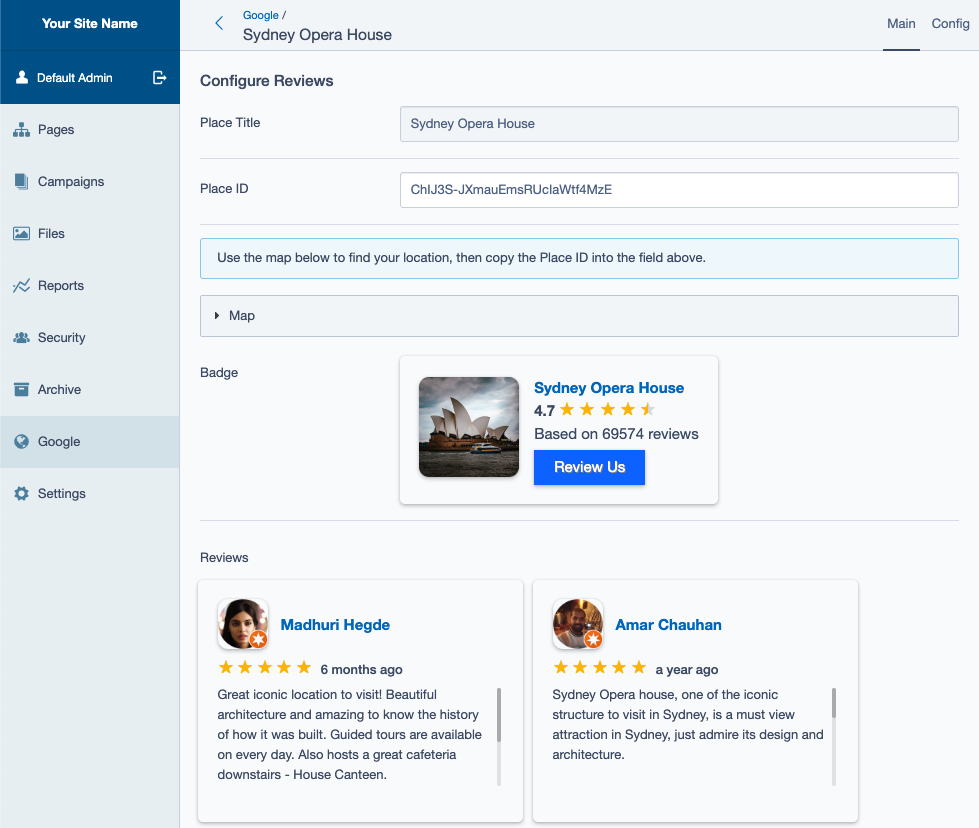 Your Site Name
Default Admin
Pages
Campaigns
Files
Reports
Security
Archive
Google
Settings
Google /
Sydney Opera House
Main
Config
Configure Reviews
Place Title
Sydney Opera House
Place ID
ChIJ3S-JXmauEmsRUcIaWtf4MzE
Use the map below to find your location, then copy the Place ID into the field above.
Map
Badge
Sydney Opera House
4.7
Based on 69574 reviews
Review Us
Reviews
Madhuri Hegde
6 months ago
Great iconic location to visit! Beautiful
architecture and amazing to know the history
of how it was built. Guided tours are available
on every day. Also hosts a great cafeteria
downstairs - House Canteen.
Amar Chauhan
a year ago
Sydney Opera house, one of the iconic
structure to visit in Sydney, is a must view
attraction in Sydney, just admire its design and
architecture.